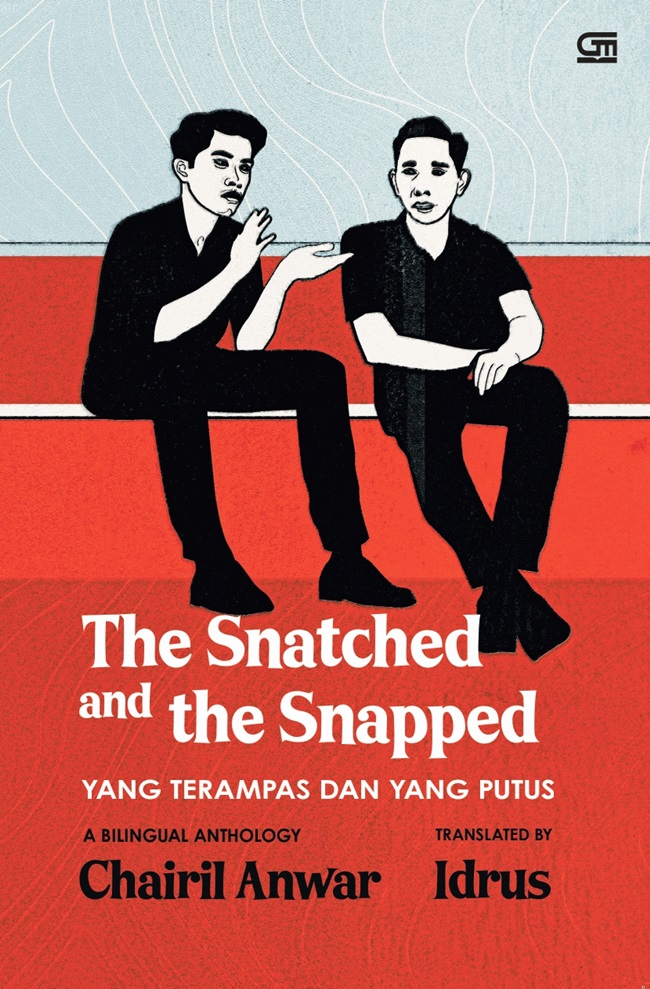 GM
The Snatched
and the Snapped
YANG TERAMPAS DAN YANG PUTUS
A BILINGUAL ANTHOLOGY
Chairil Anwar
TRANSLATED BY
Idrus